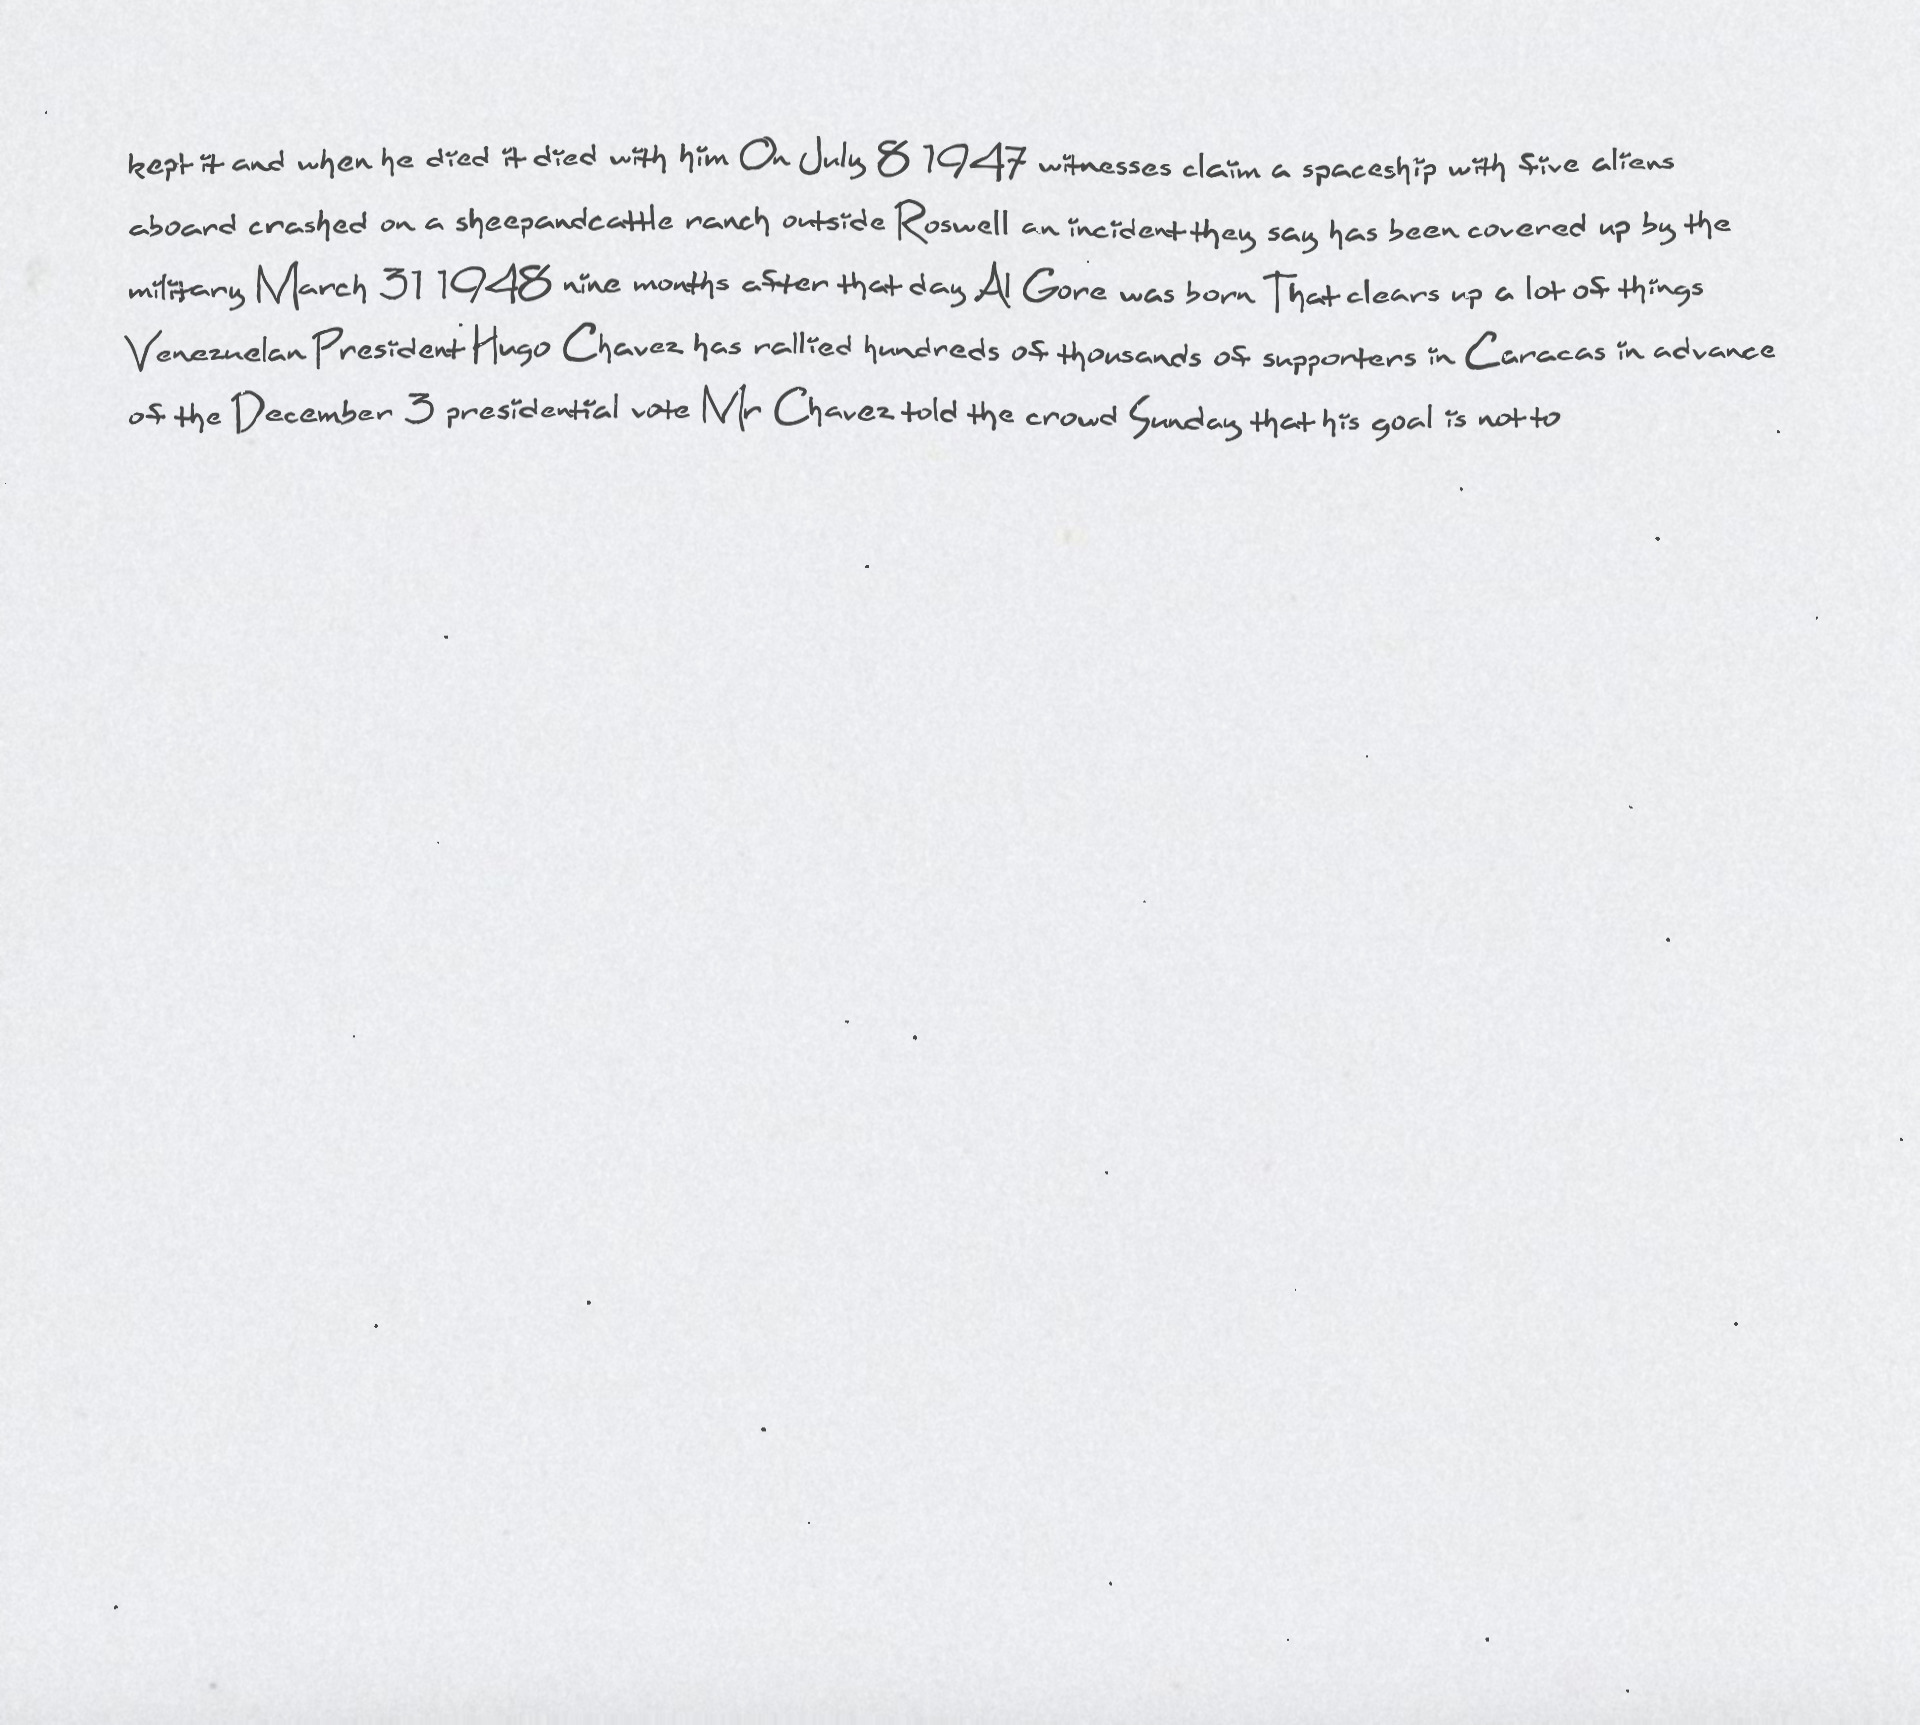 kept it and when he died it died with him On July 8 1947 witnesses claim a spaceship with five aliens
aboard crashed on a sheepandcattle ranch outside Roswell an incident they say has been covered up by the
military March 31 1948 nine months after that day Al Gore was born That clears up a lot of things
Venezuelan President Hugo Chavez has rallied hundreds of thousands of supporters in Caracas in advance
of the December 3 presidential vote Mr Chavez told the crowd Sunday that his goal is not to